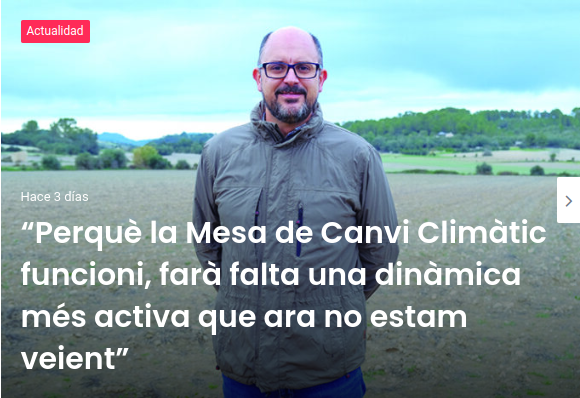 Actualidad
Hace 3 días
“Perquè la Mesa de Canvi Climàtic
funcioni, farà falta una dinàmica
més activa que ara no estam
veient”